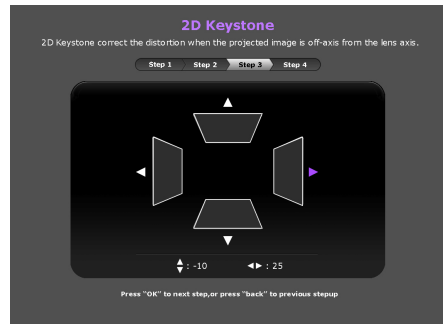 2D Keystone
2D Keystone correct the distortion when the projected image is off-axis from the lens axis.
Step 1 Step 2 Step 3 Step 4
: -10 : 25
Press "OK" to next step,or press "back" to previous stepup